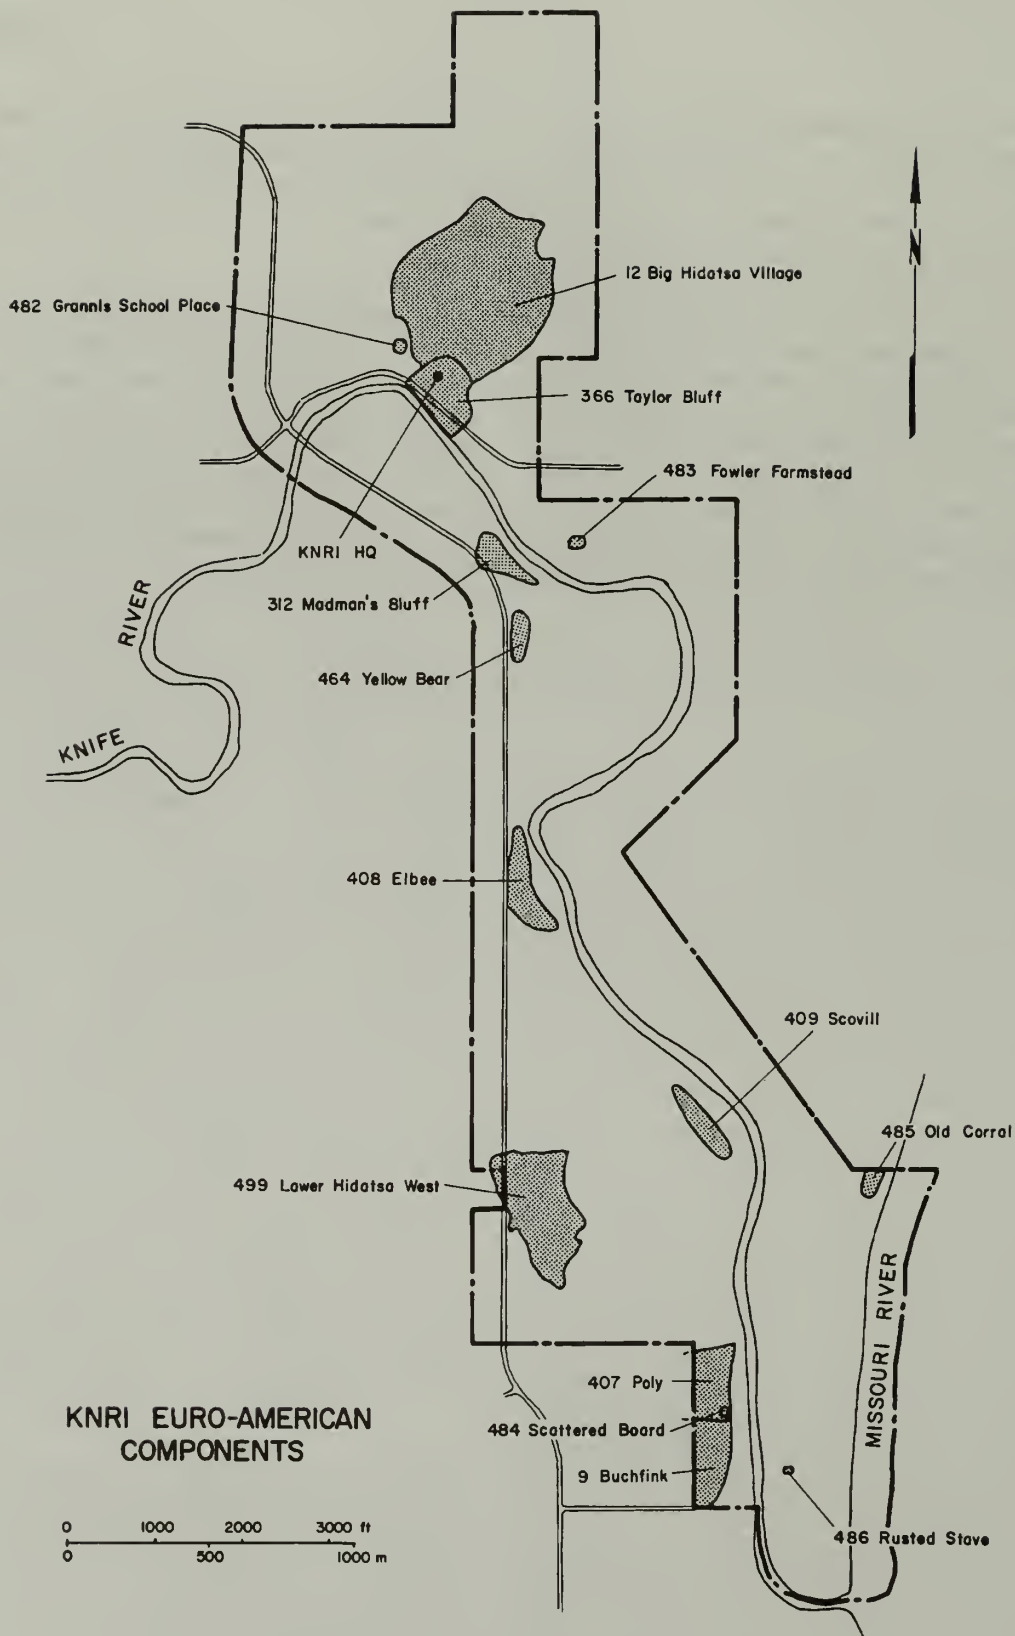 N
12 Big Hidatsa Village
482 Grannis School Place
366 Taylor Bluff
483 Fowler Farmstead
KNRI HQ
312 Madman's Bluff
RIVER
464 Yellow Bear
KNIFE
408 Elbee
409 Scovill
485 Old Corral
499 Lower Hidatsa West
MISSOURI RIVER
407 Poly
KNRI EURO-AMERICAN
COMPONENTS
484 Scattered Board
9 Buchfink
486 Rusted Stove
0 1000 2000 3000 ft
0 500 1000 m